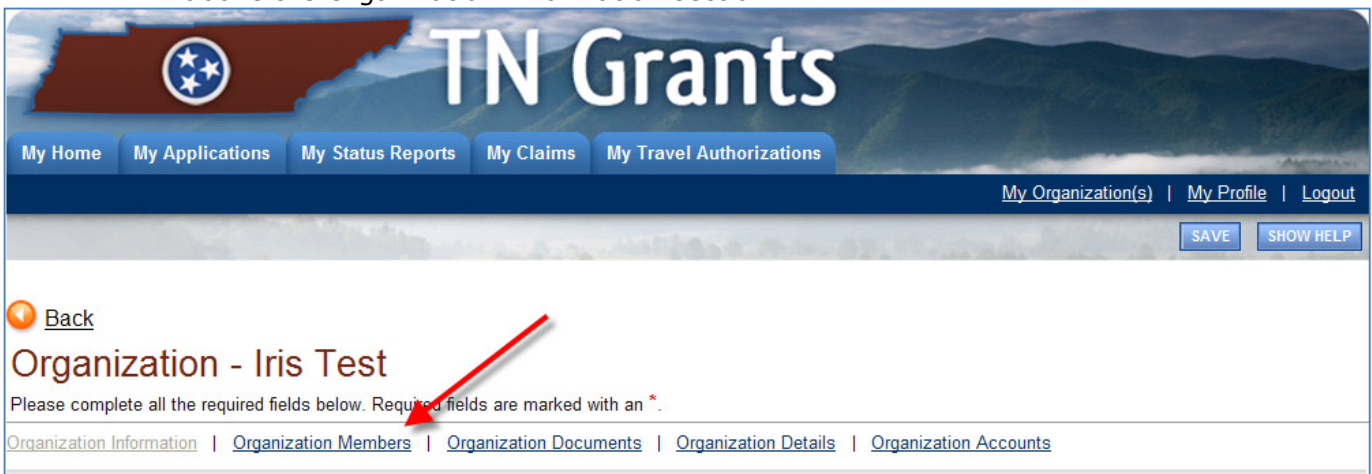 TN Grants
My Home My Applications My Status Reports My Claims My Travel Authorizations
My Organization(s) | My Profile | Logout
SAVE SHOW HELP
Back
Organization - Iris Test
Please complete all the required fields below. Required fields are marked with an *.
Organization Information | Organization Members | Organization Documents | Organization Details | Organization Accounts